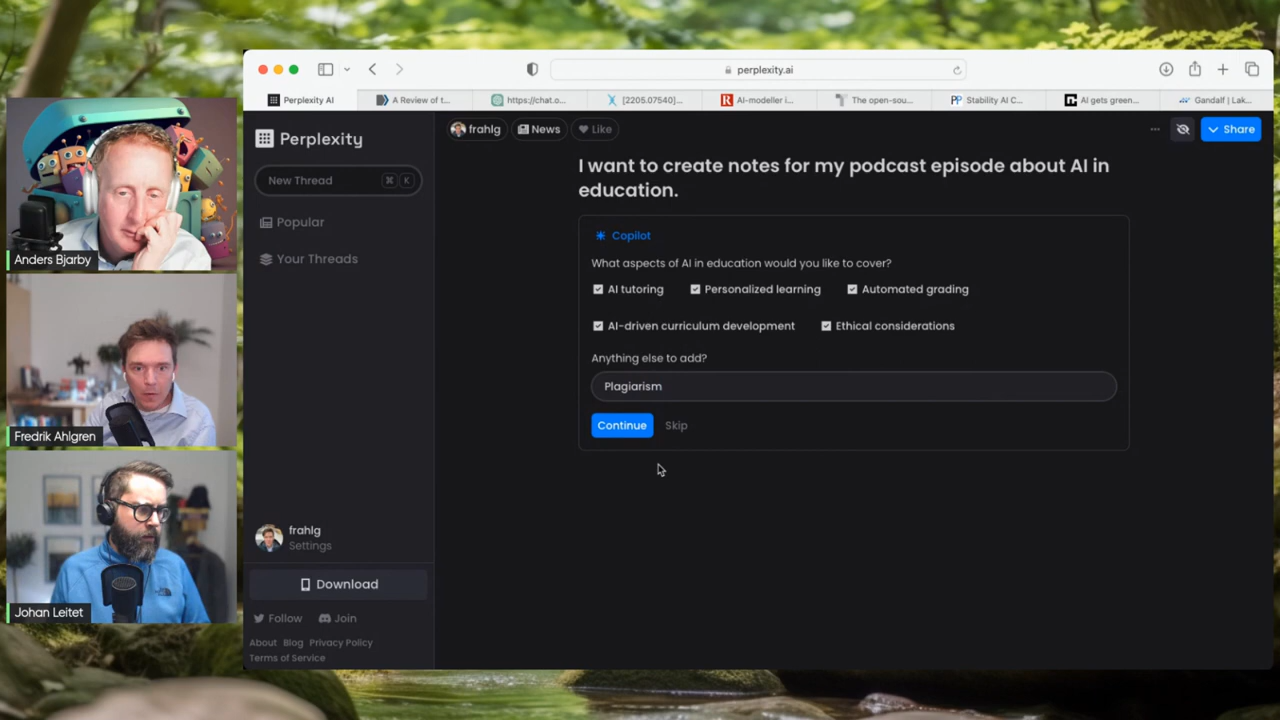 perplexity.ai
Perplexity AI
A Review of t...
https://chat.o...
[2205.07540]...
AI-modeller i...
The open-sou...
Stability AI C...
AI gets green...
Gandalf | Lak...
Perplexity
New Thread ⌘ K
Popular
Your Threads
frahlg
Settings
Download
Follow Join
About Blog Privacy Policy
Terms of Service
frahlg News Like
Share
I want to create notes for my podcast episode about AI in
education.
Copilot
What aspects of AI in education would you like to cover?
AI tutoring Personalized learning Automated grading
AI-driven curriculum development Ethical considerations
Anything else to add?
Plagiarism
Continue Skip
Anders Bjarby
Fredrik Ahlgren
Johan Leitet